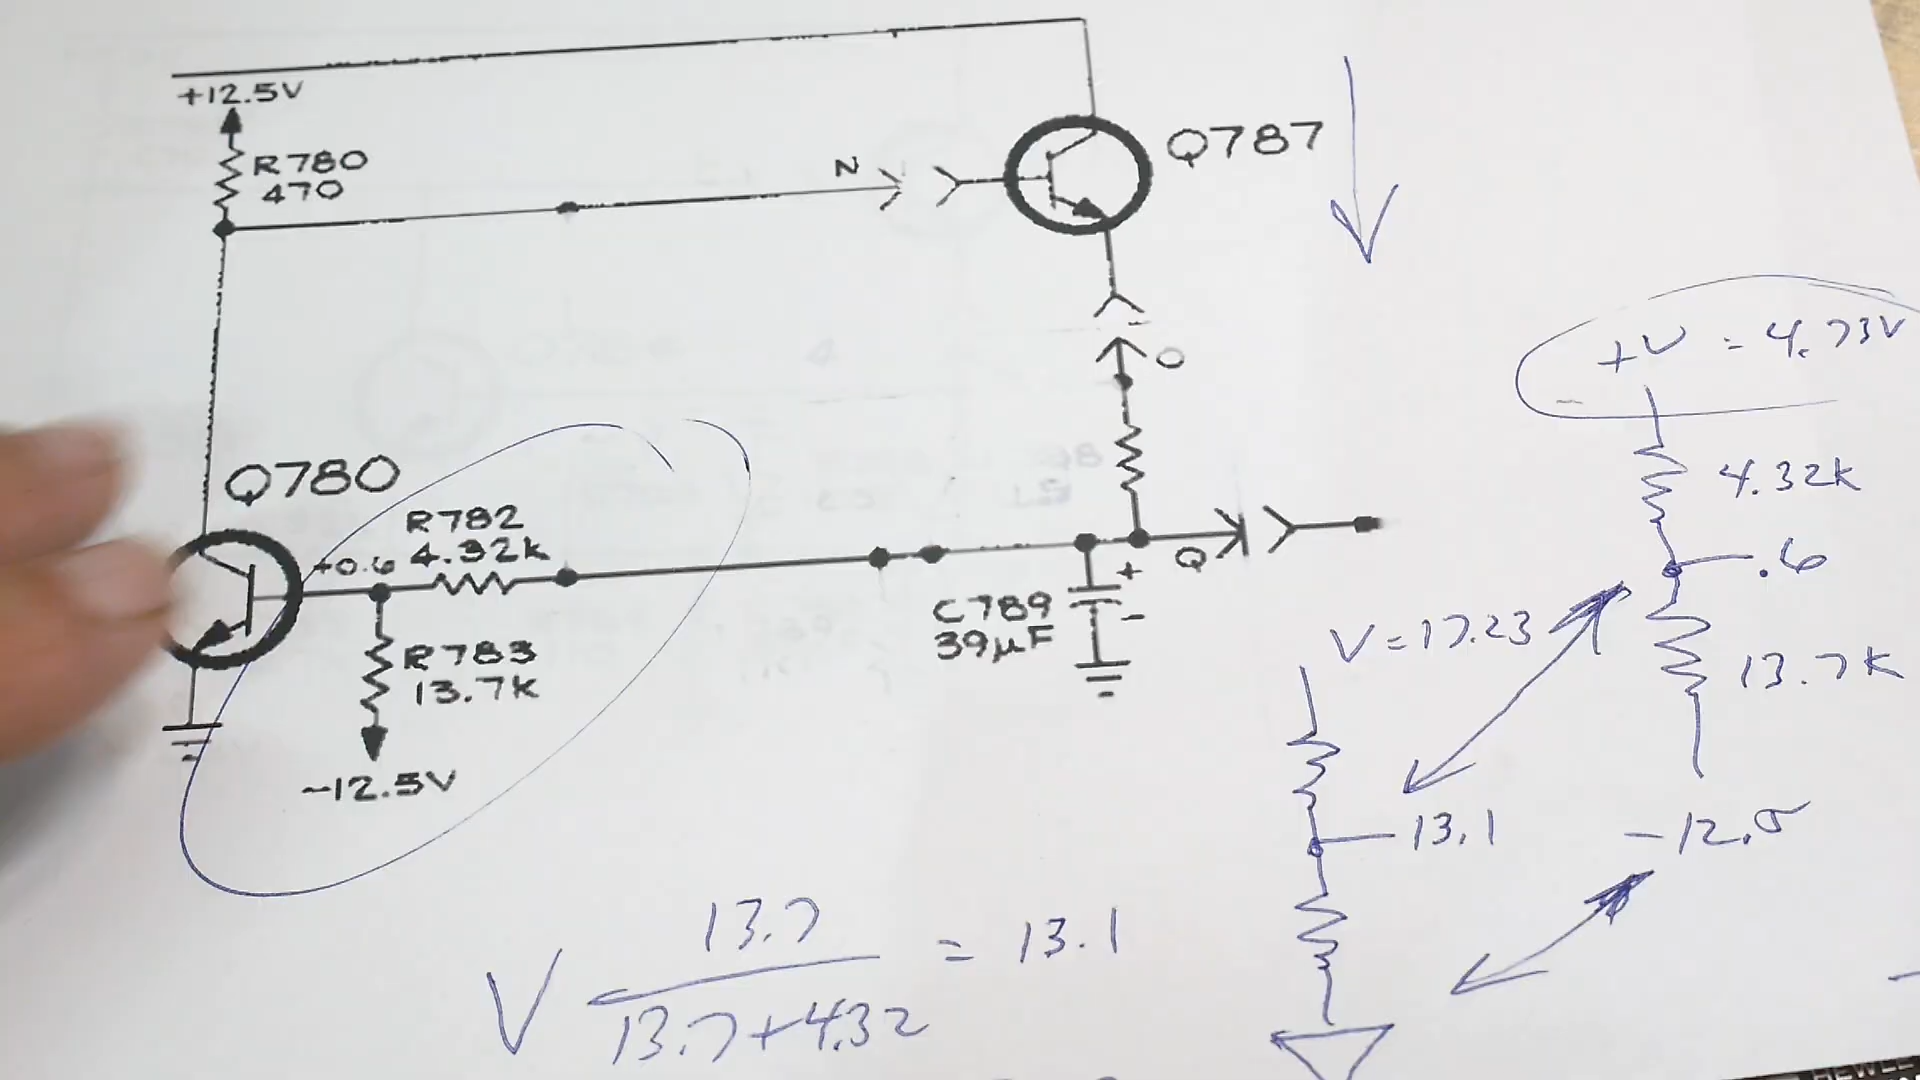 +12.5V
R780
470
N
Q787
O
+V = 4.73V
4.32K
.6
13.7K
-12.5
Q780
R782
4.32K
+0.6
R783
13.7K
-12.5V
C789
39µF
+
-
Q
V=17.23
13.1
V 13.7
13.7+4.32
= 13.1